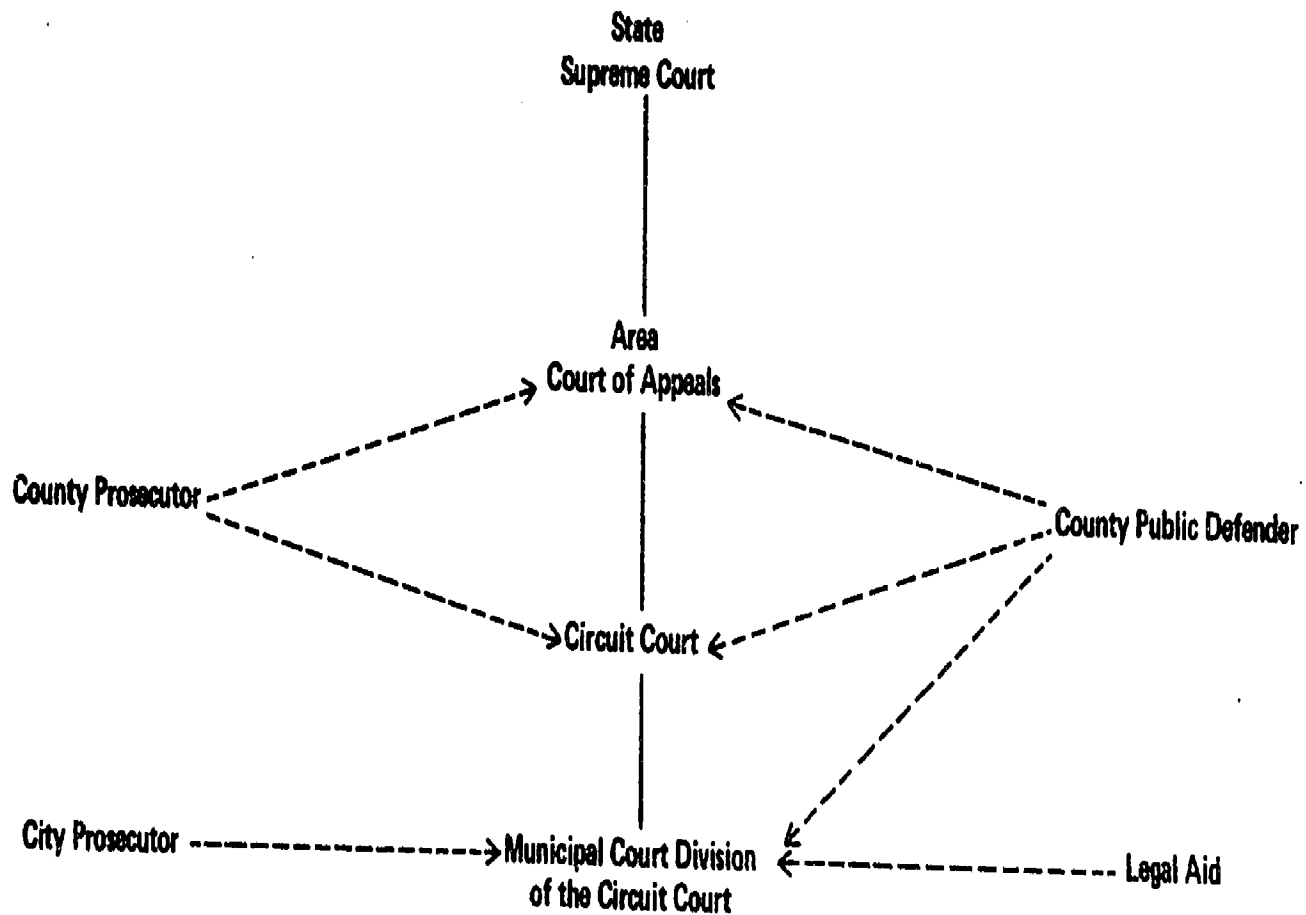 State
Supreme Court
Area
Court of Appeals
County Prosecutor
County Public Defender
Circuit Court
City Prosecutor
Municipal Court Division
of the Circuit Court
Legal Aid